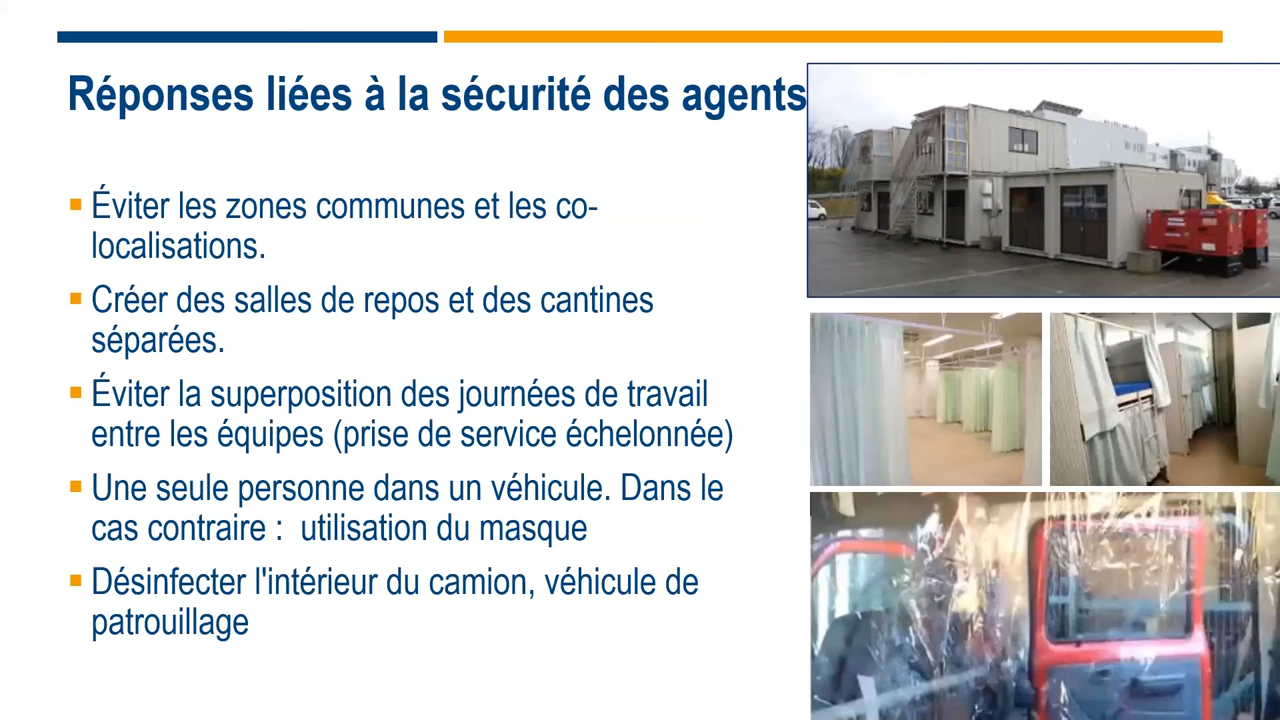 Réponses liées à la sécurité des agents
Éviter les zones communes et les co-
localisations.
Créer des salles de repos et des cantines
séparées.
Éviter la superposition des journées de travail
entre les équipes (prise de service échelonnée)
Une seule personne dans un véhicule. Dans le
cas contraire :  utilisation du masque
Désinfecter l'intérieur du camion, véhicule de
patrouillage